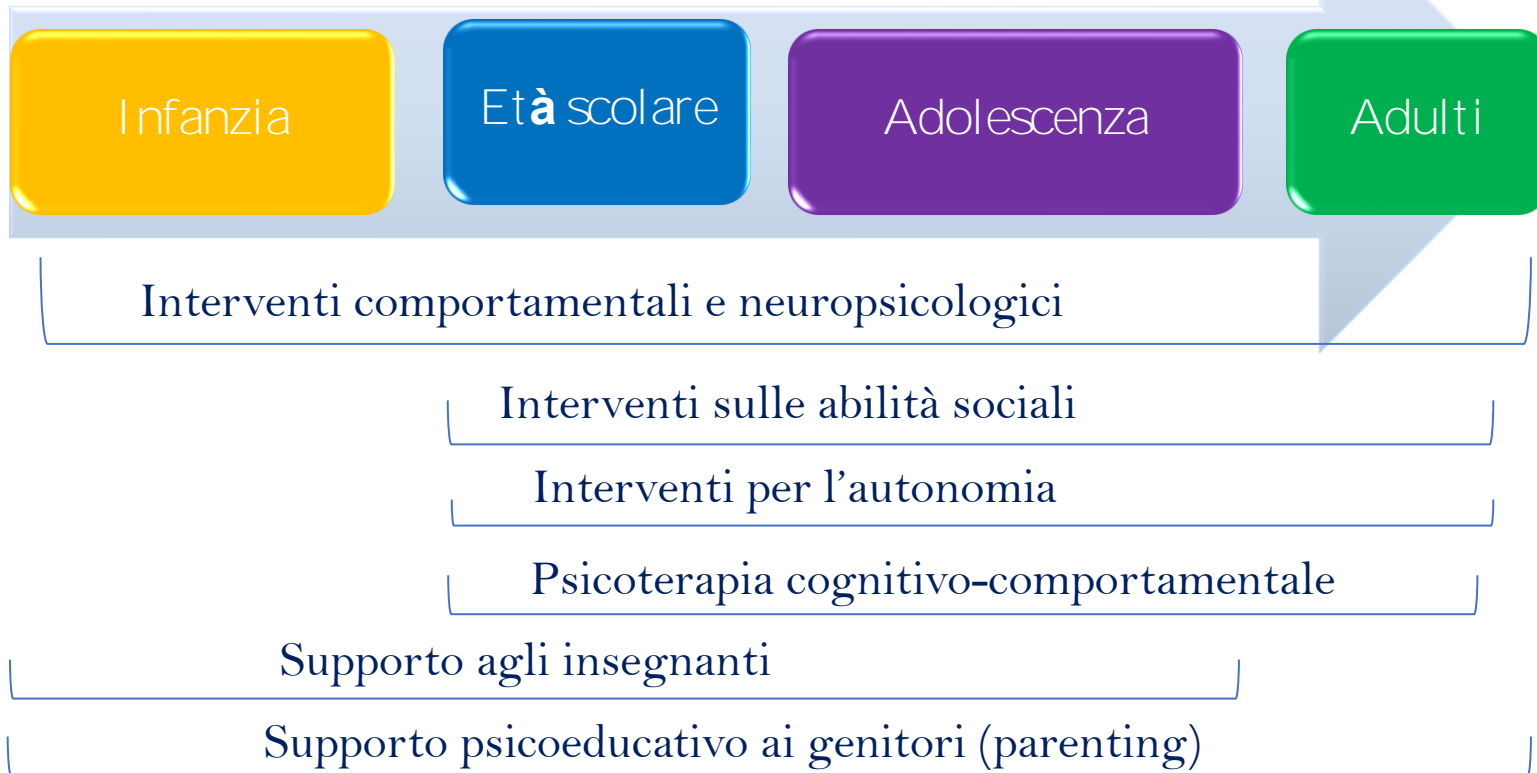 Infanzia
Età scolare
Adolescenza
Adulti
Interventi comportamentali e neuropsicologici
Interventi sulle abilità sociali
Interventi per l’autonomia
Psicoterapia cognitivo-comportamentale
Supporto agli insegnanti
Supporto psicoeducativo ai genitori (parenting)